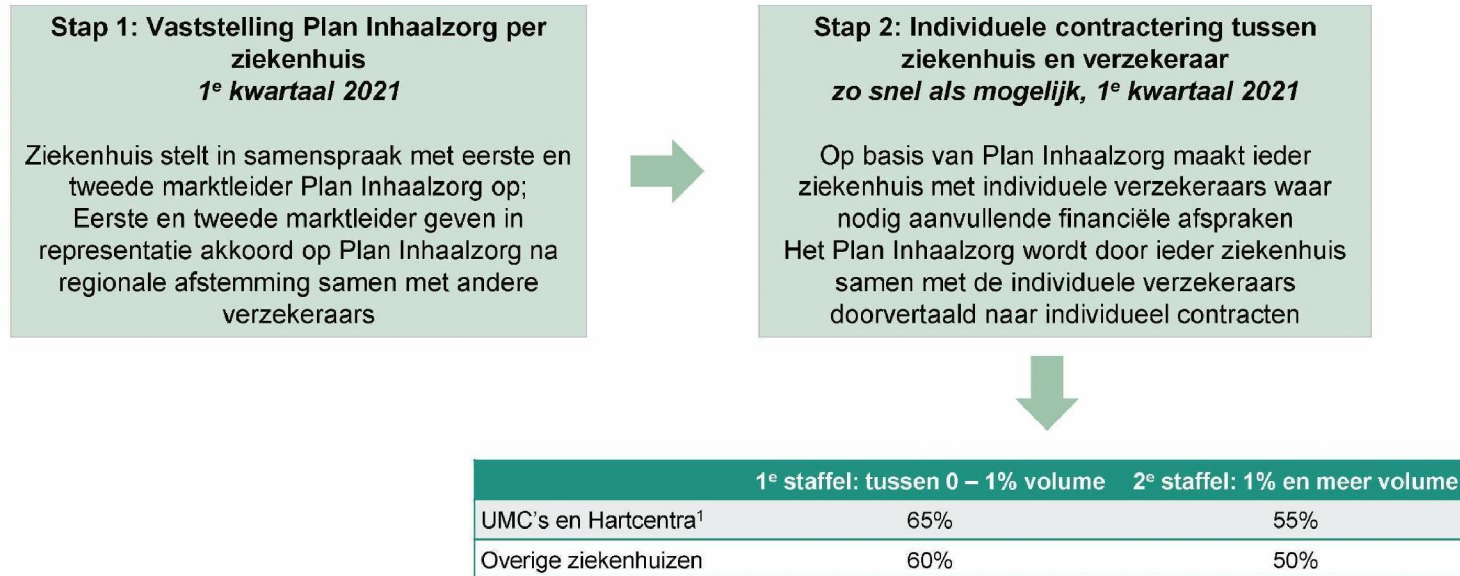 Stap 1: Vaststelling Plan Inhaalzorg per
ziekenhuis
1e kwartaal 2021
Ziekenhuis stelt in samenspraak met eerste en
tweede marktleider Plan Inhaalzorg op;
Eerste en tweede marktleider geven in
representatie akkoord op Plan Inhaalzorg na
regionale afstemming samen met andere
verzekeraars
Stap 2: Individuele contractering tussen
ziekenhuis en verzekeraar
zo snel als mogelijk, 1e kwartaal 2021
Op basis van Plan Inhaalzorg maakt ieder
ziekenhuis met individuele verzekeraars waar
nodig aanvullende financiële afspraken
Het Plan Inhaalzorg wordt door ieder ziekenhuis
samen met de individuele verzekeraars
doorvertaald naar individueel contracten
1e staffel: tussen 0 – 1% volume 2e staffel: 1% en meer volume
UMC's en Hartcentra1 65% 55%
Overige ziekenhuizen 60% 50%